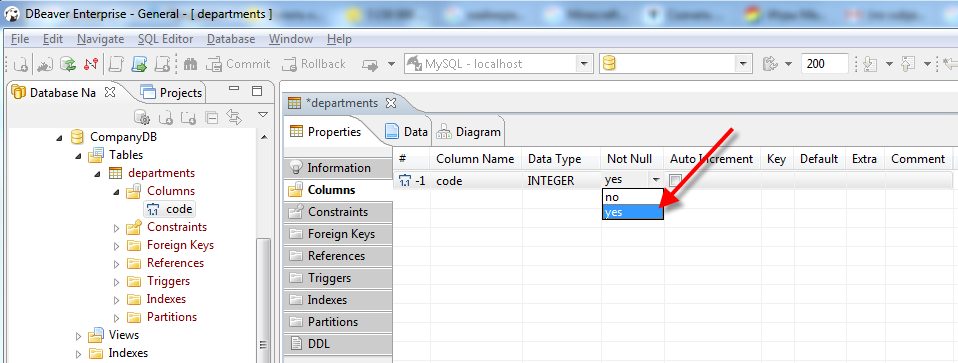 DBeaver Enterprise - General - [ departments ]
File Edit Navigate SQL Editor Database Window Help
Commit Rollback MySQL - localhost 200
Database Na Projects
CompanyDB
Tables
departments
Columns
code
Constraints
Foreign Keys
References
Triggers
Indexes
Partitions
Views
Indexes
*departments
Properties Data Diagram
Information
Columns
Constraints
Foreign Keys
References
Triggers
Indexes
Partitions
DDL
# Column Name Data Type Not Null Auto Increment Key Default Extra Comment
-1 code INTEGER yes
no
yes